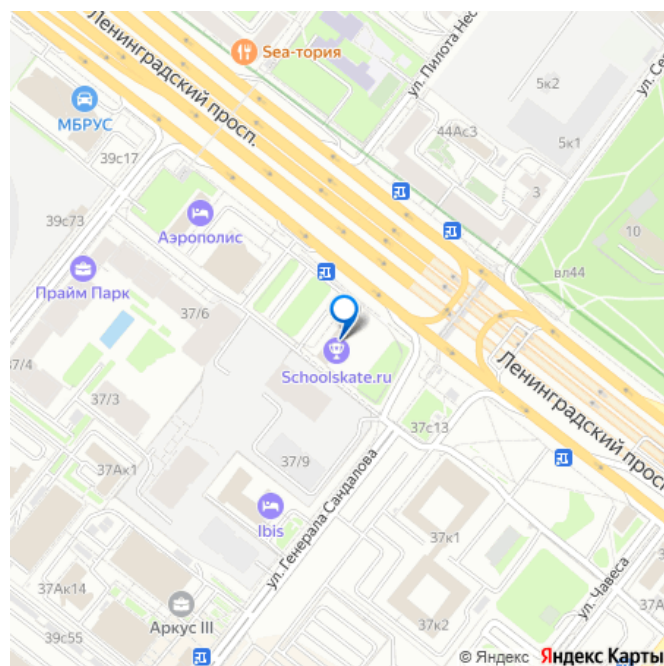 Ленинградский просп.
Sea-тория
ул. Пилота Нес
ул. Се
5к2
МБРУС
44Ас3
5к1
39с17
3
Аэрополис
39с73
10
вл44
Прайм Парк
37/6
37/4
Schoolskate.ru
Ленинградский просп.
37/3
37с13
37Ак1
37/9
ул. Генерала Сандалова
Ibis
37к1
37Ак14
ул. Чавеса
37А
Аркус III
37к2
39с55
© Яндекс Яндекс Карты